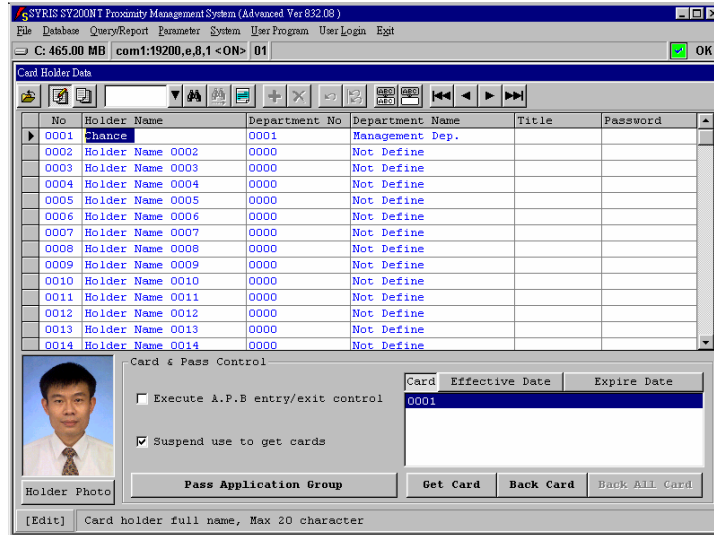 SYRIS SY200NT Proximity Management System (Advanced Ver 832.08 )
File Database Query/Report Parameter System User Program User Login Exit
C: 465.00 MB com1:19200,e,8,1 <ON> 01 OK
Card Holder Data
ABC ABC ABC
No Holder Name Department No Department Name Title Password
0001 Chance 0001 Management Dep.
0002 Holder Name 0002 0000 Not Define
0003 Holder Name 0003 0000 Not Define
0004 Holder Name 0004 0000 Not Define
0005 Holder Name 0005 0000 Not Define
0006 Holder Name 0006 0000 Not Define
0007 Holder Name 0007 0000 Not Define
0008 Holder Name 0008 0000 Not Define
0009 Holder Name 0009 0000 Not Define
0010 Holder Name 0010 0000 Not Define
0011 Holder Name 0011 0000 Not Define
0012 Holder Name 0012 0000 Not Define
0013 Holder Name 0013 0000 Not Define
0014 Holder Name 0014 0000 Not Define
Card & Pass Control
Card Effective Date Expire Date
Execute A.P.B entry/exit control
0001
Suspend use to get cards
Holder Photo
Pass Application Group
Get Card Back Card Back All Card
[Edit] Card holder full name, Max 20 character